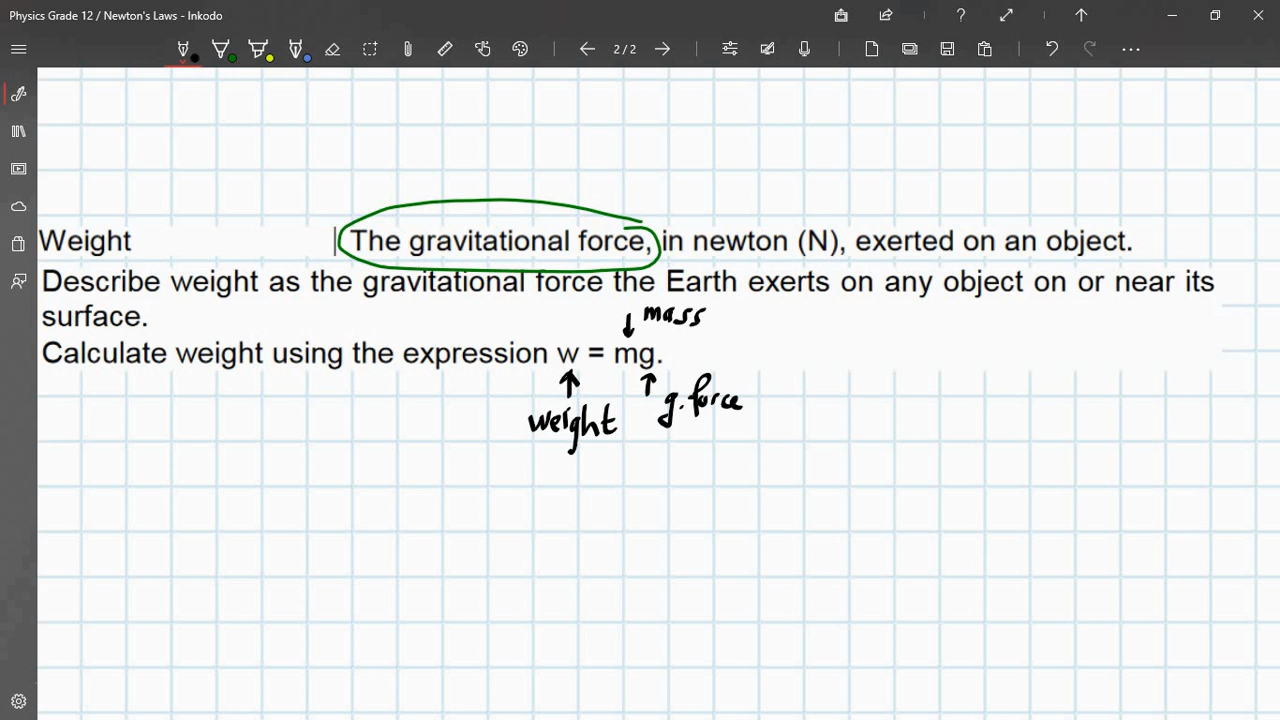 Physics Grade 12 / Newton's Laws - Inkodo
2/2
Weight The gravitational force, in newton (N), exerted on an object.
Describe weight as the gravitational force the Earth exerts on any object on or near its
surface.
mass
Calculate weight using the expression w = mg.
weight
g. force